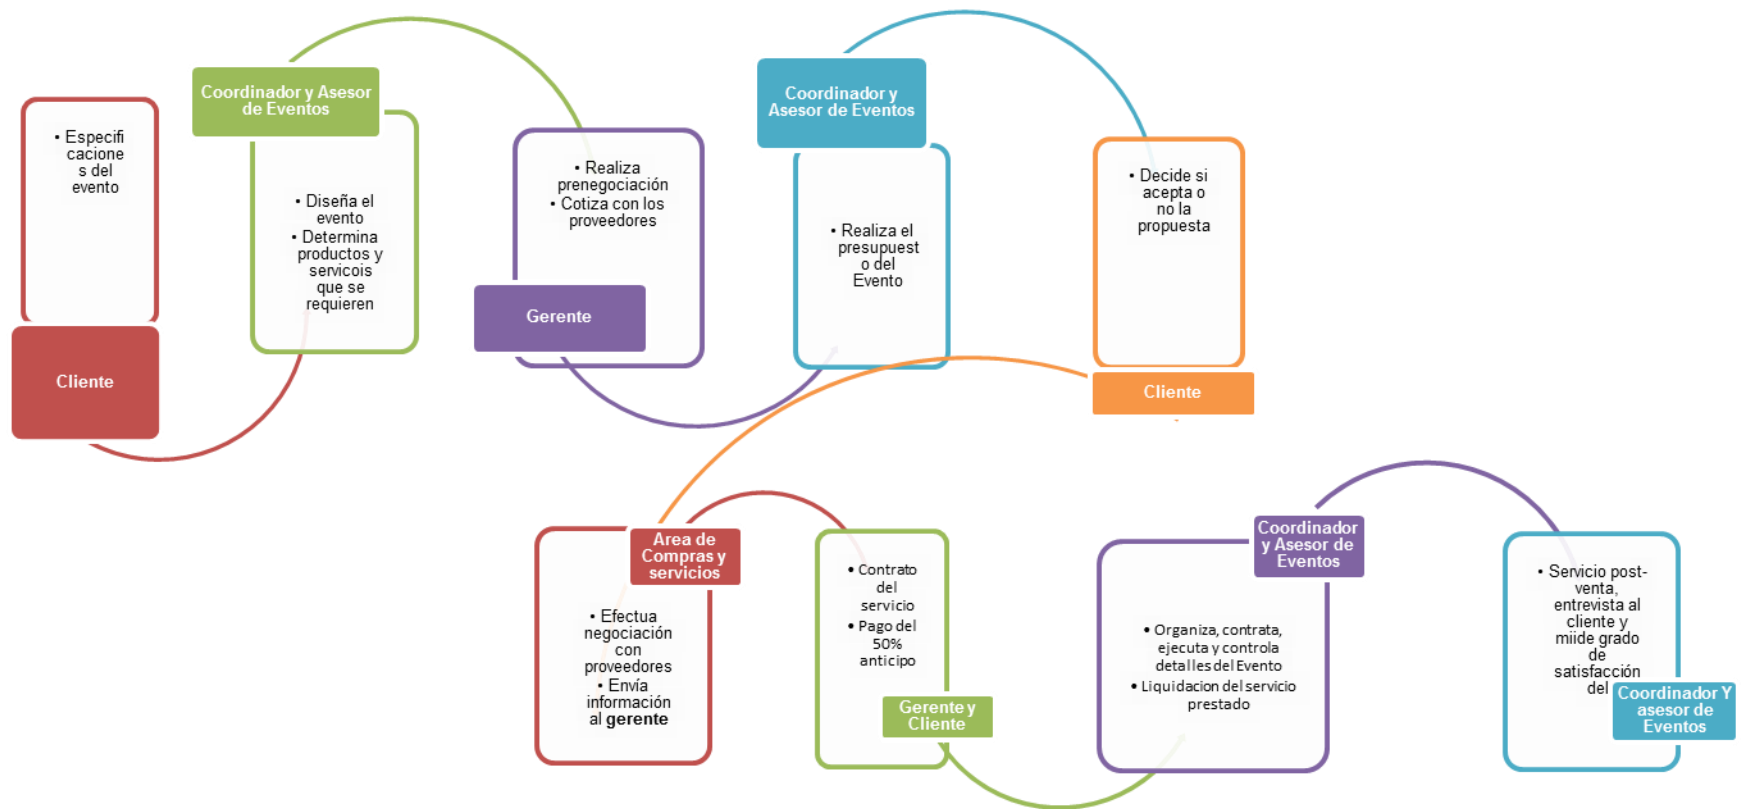 • Especifi
cacione
s del
evento
Cliente
Coordinador y Asesor
de Eventos
• Diseña el
evento
• Determina
productos y
servicois
que se
requieren
• Realiza
prenegociación
• Cotiza con los
proveedores
Gerente
Coordinador y
Asesor de Eventos
• Realiza el
presupuest
o del
Evento
• Decide si
acepta o
no la
propuesta
Cliente
Area de
Compras y
servicios
• Efectua
negociación
con
proveedores
• Envía
información
al gerente
• Contrato
del
servicio
• Pago del
50%
anticipo
Gerente y
Cliente
Coordinador
y Asesor de
Eventos
• Organiza, contrata,
ejecuta y controla
detalles del Evento
• Liquidacion del servicio
prestado
• Servicio post-
venta,
entrevista al
cliente y
miide grado
de
satisfacción
del
Coordinador Y
asesor de
Eventos